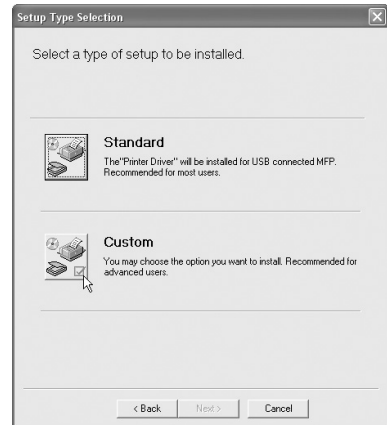 Setup Type Selection
Select a type of setup to be installed.
Standard
The"Printer Driver" will be installed for USB connected MFP.
Recommended for most users.
Custom
You may choose the option you want to install. Recommended for
advanced users.
< Back
Next >
Cancel